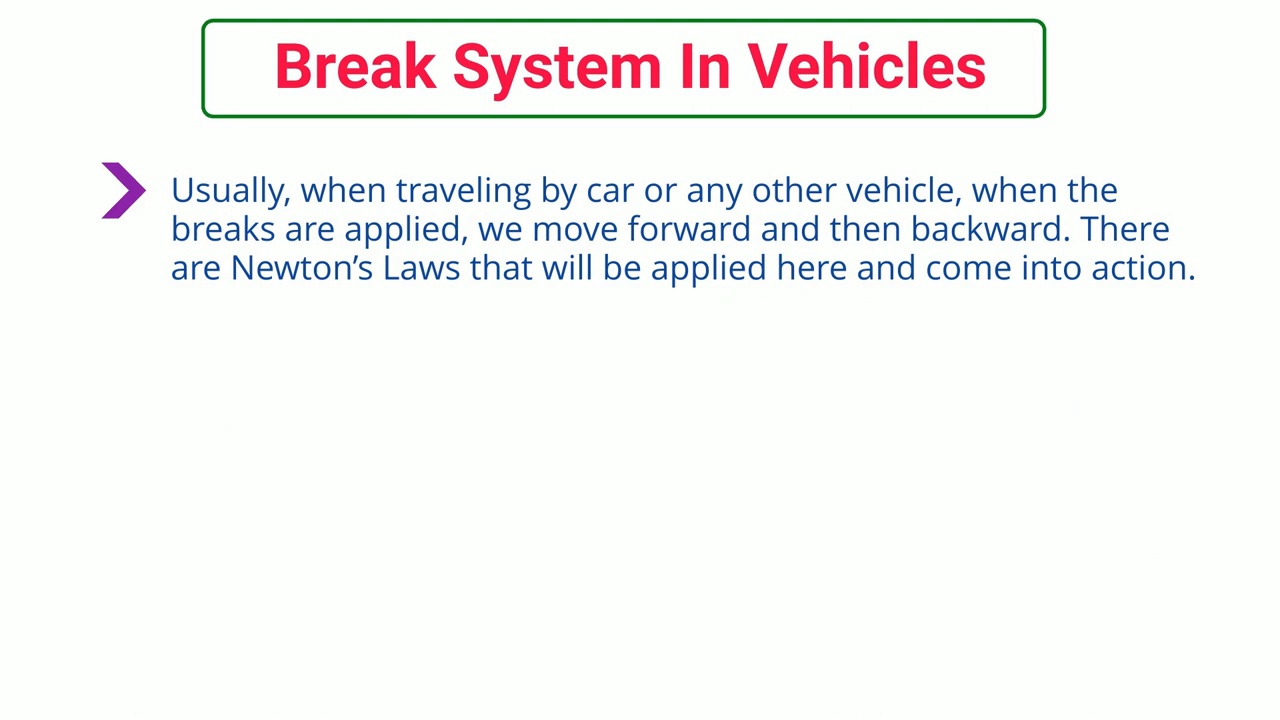 Break System In Vehicles
Usually, when traveling by car or any other vehicle, when the
breaks are applied, we move forward and then backward. There
are Newton’s Laws that will be applied here and come into action.